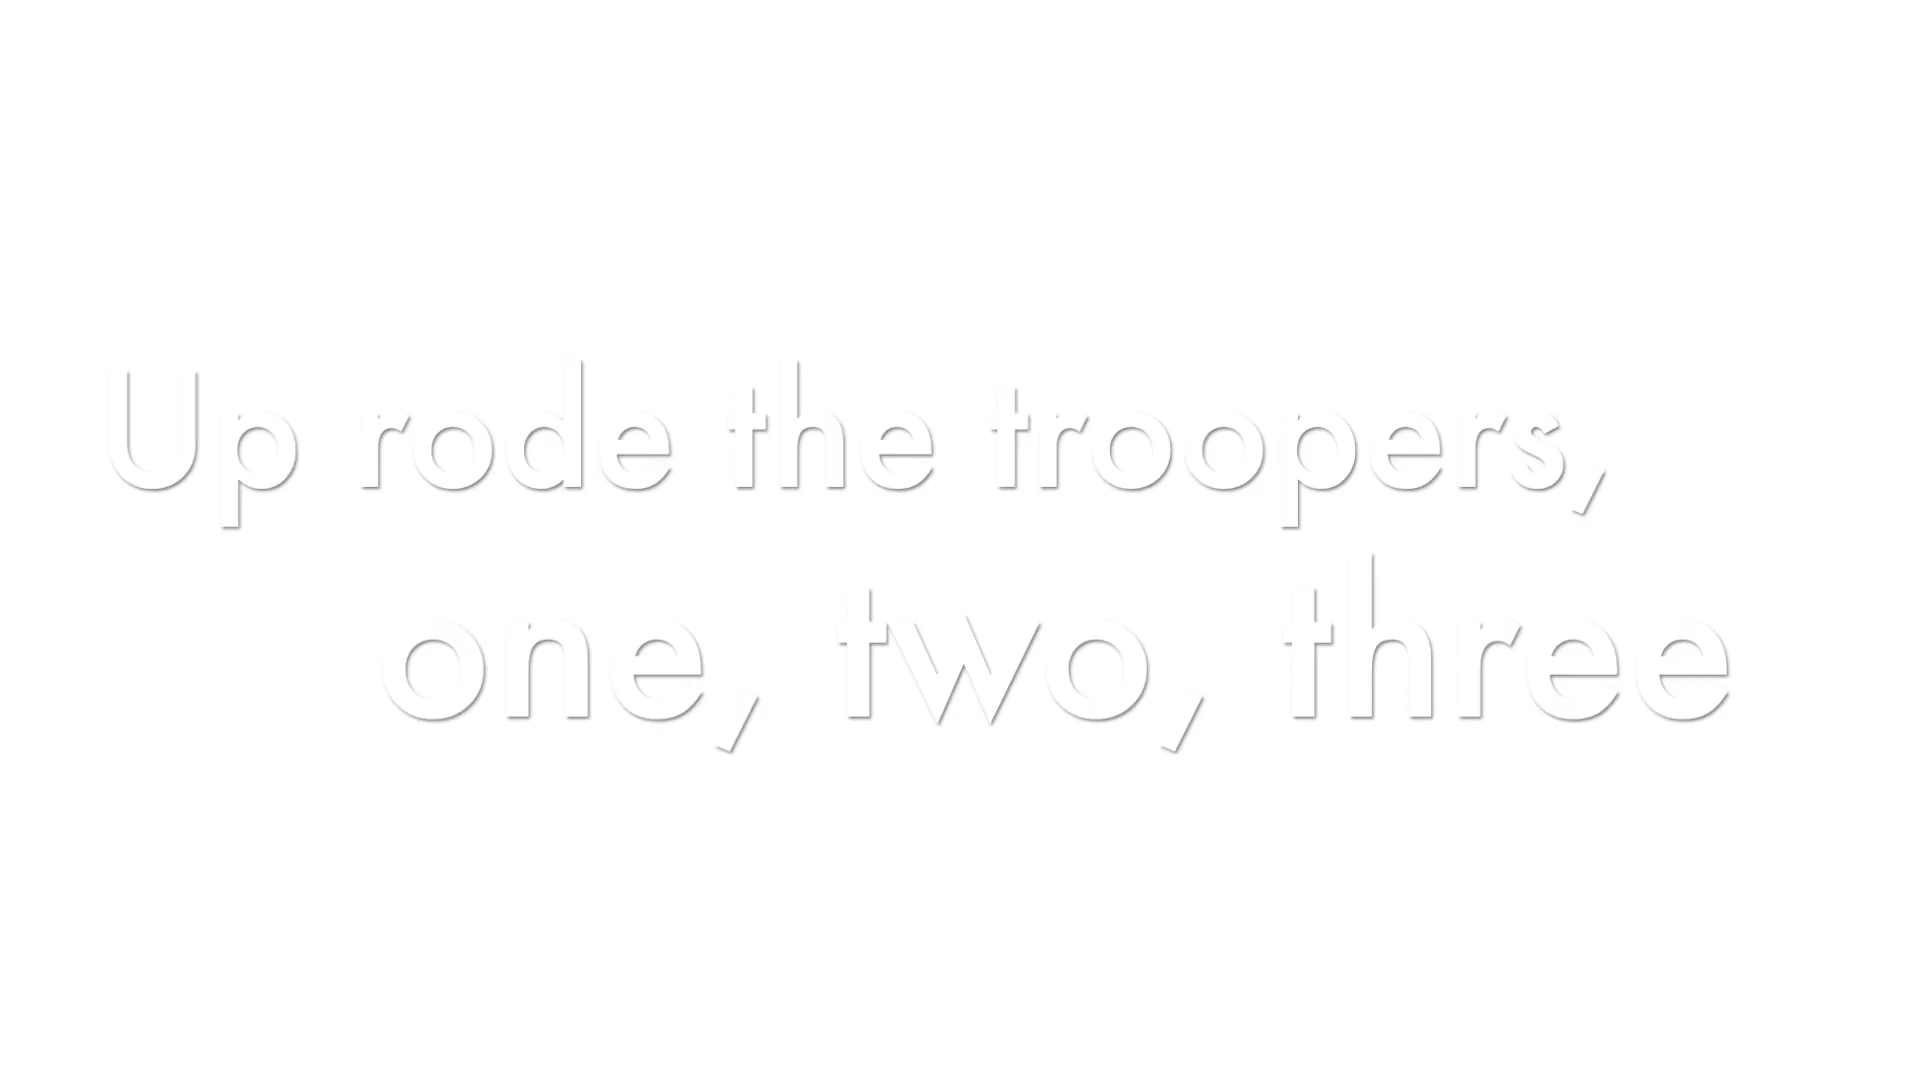 Up rode the troopers,
one, two, three